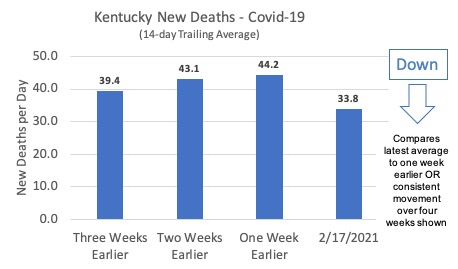 Kentucky New Deaths - Covid-19
(14-day Trailing Average)
New Deaths per Day
50.0
40.0
30.0
20.0
10.0
0.0
39.4
43.1
44.2
33.8
Three Weeks
Earlier
Two Weeks
Earlier
One Week
Earlier
2/17/2021
Down
Compares
latest average
to one week
earlier OR
consistent
movement
over four
weeks shown